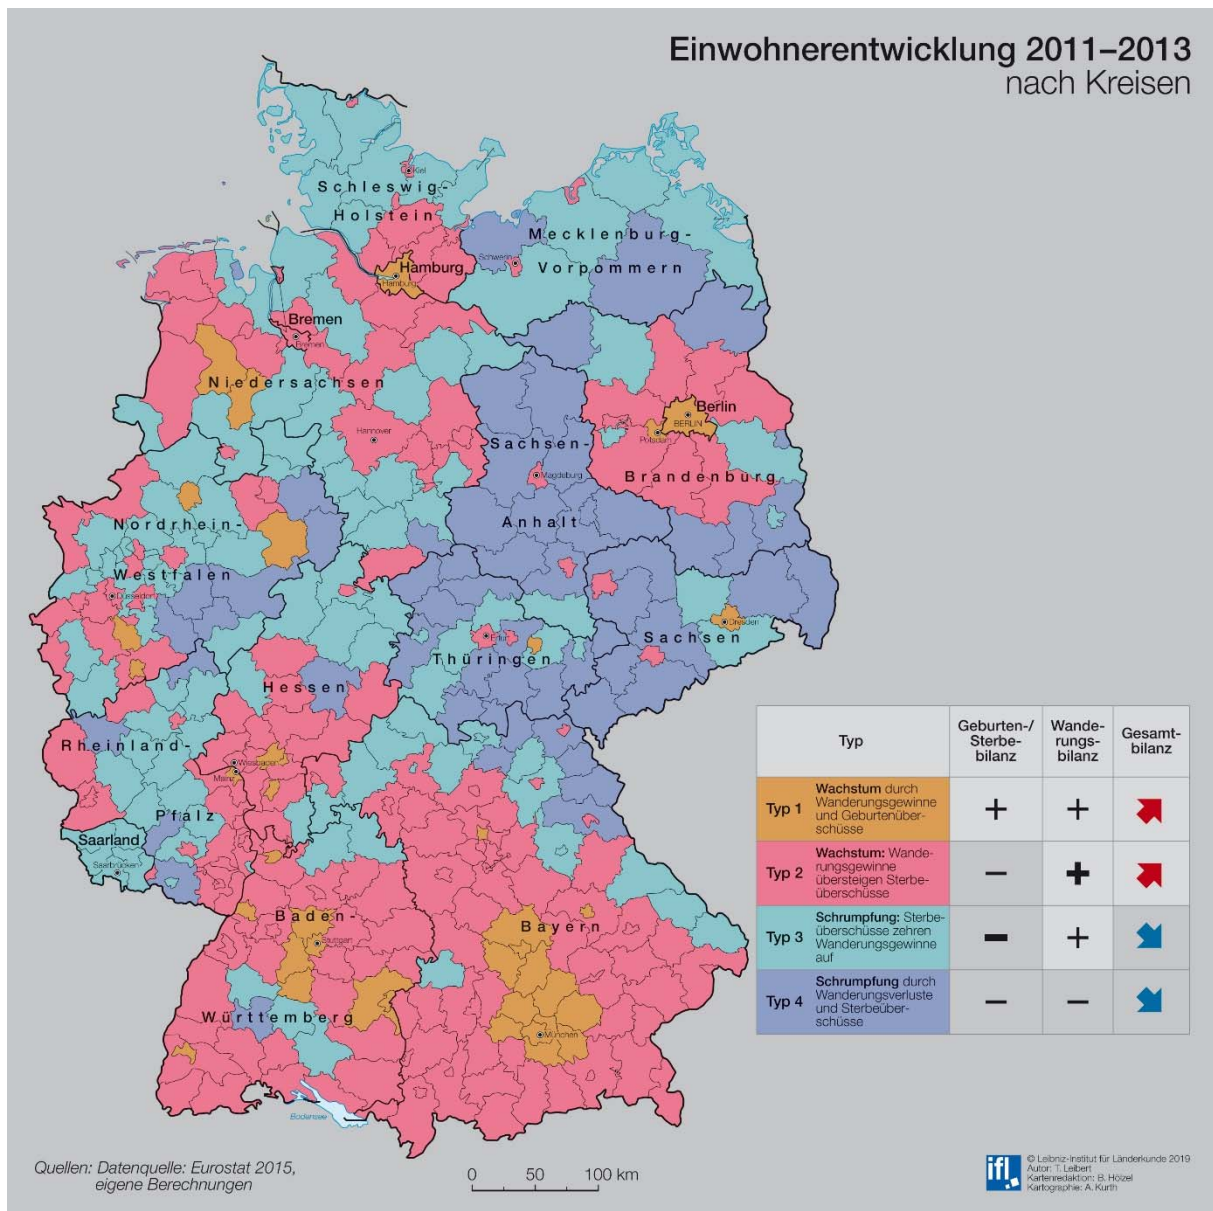 Einwohnerentwicklung 2011–2013
nach Kreisen
Kiel
Schleswig-
Holstein
Mecklenburg-
Schwerin
Vorpommern
Hamburg
Hamburg
Bremen
Bremen
Niedersachsen
Berlin
BERLIN
Potsdam
Hannover
Sachsen-
Magdeburg
Brandenburg
Anhalt
Nordrhein-
Westfalen
Düsseldorf
Dresden
Sachsen
Erfurt
Thüringen
Hessen
Rheinland-
Wiesbaden
Mainz
Pfalz
Saarland
Saarbrücken
Baden-
Stuttgart
Bayern
Württemberg
München
Bodensee
Typ
Geburten-/
Sterbe-
bilanz
Wande-
rungs-
bilanz
Gesamt-
bilanz
Typ 1
Wachstum durch
Wanderungsgewinne
und Geburtenüber-
schüsse
+ +
Typ 2
Wachstum: Wande-
rungsgewinne
übersteigen Sterbe-
überschüsse
– +
Typ 3
Schrumpfung: Sterbe-
überschüsse zehren
Wanderungsgewinne
auf
– +
Typ 4
Schrumpfung durch
Wanderungsverluste
und Sterbeüber-
schüsse
– –
Quellen: Datenquelle: Eurostat 2015,
eigene Berechnungen
0 50 100 km
ifl
© Leibniz-Institut für Länderkunde 2019
Autor: T. Leibert
Kartenredaktion: B. Hölzel
Kartographie: A. Kurth